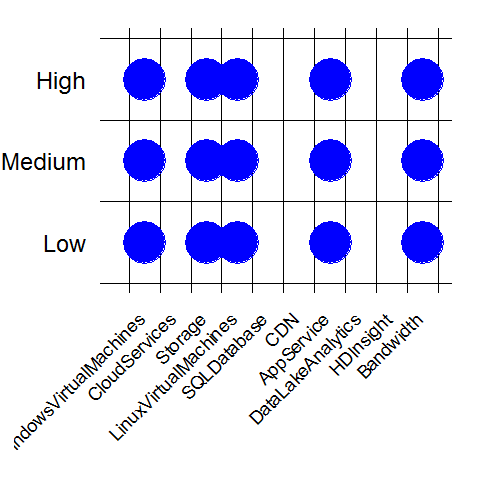 High
Medium
Low
ndowsVirtualMachines
CloudServices
Storage
LinuxVirtualMachines
SQLDatabase
CDN
AppService
DataLakeAnalytics
HDInsight
Bandwidth